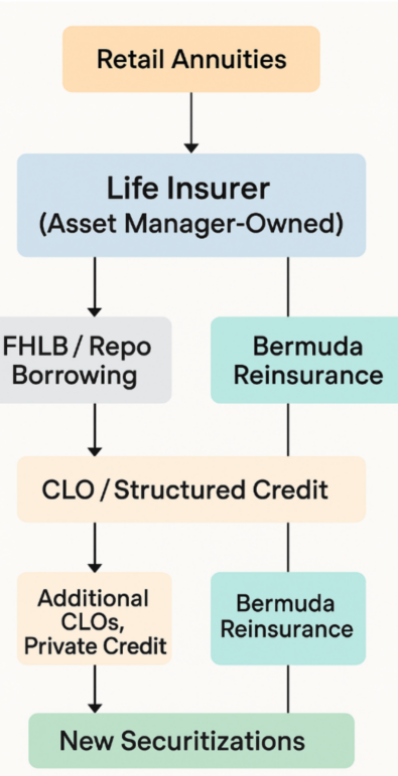 Retail Annuities
Life Insurer
(Asset Manager-Owned)
FHLB / Repo
Borrowing
Bermuda
Reinsurance
CLO / Structured Credit
Additional
CLOs,
Private Credit
Bermuda
Reinsurance
New Securitizations